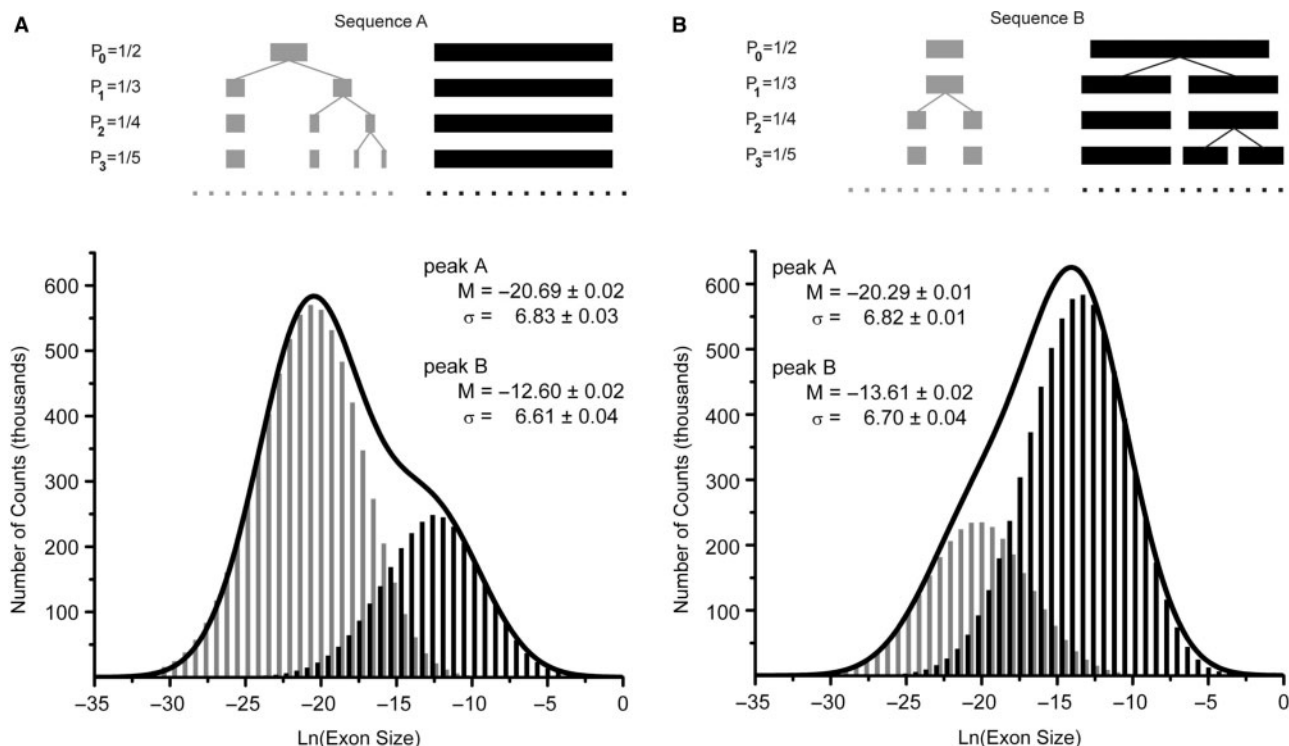 A
Sequence A
P0=1/2
P1=1/3
P2=1/4
P3=1/5
peak A
M = −20.69 ± 0.02
σ = 6.83 ± 0.03
peak B
M = −12.60 ± 0.02
σ = 6.61 ± 0.04
Number of Counts (thousands)
600
500
400
300
200
100
−35
−30
−25
−20
−15
−10
−5
0
Ln(Exon Size)
B
Sequence B
P0=1/2
P1=1/3
P2=1/4
P3=1/5
peak A
M = −20.29 ± 0.01
σ = 6.82 ± 0.01
peak B
M = −13.61 ± 0.02
σ = 6.70 ± 0.04
Number of Counts (thousands)
600
500
400
300
200
100
−35
−30
−25
−20
−15
−10
−5
0
Ln(Exon Size)